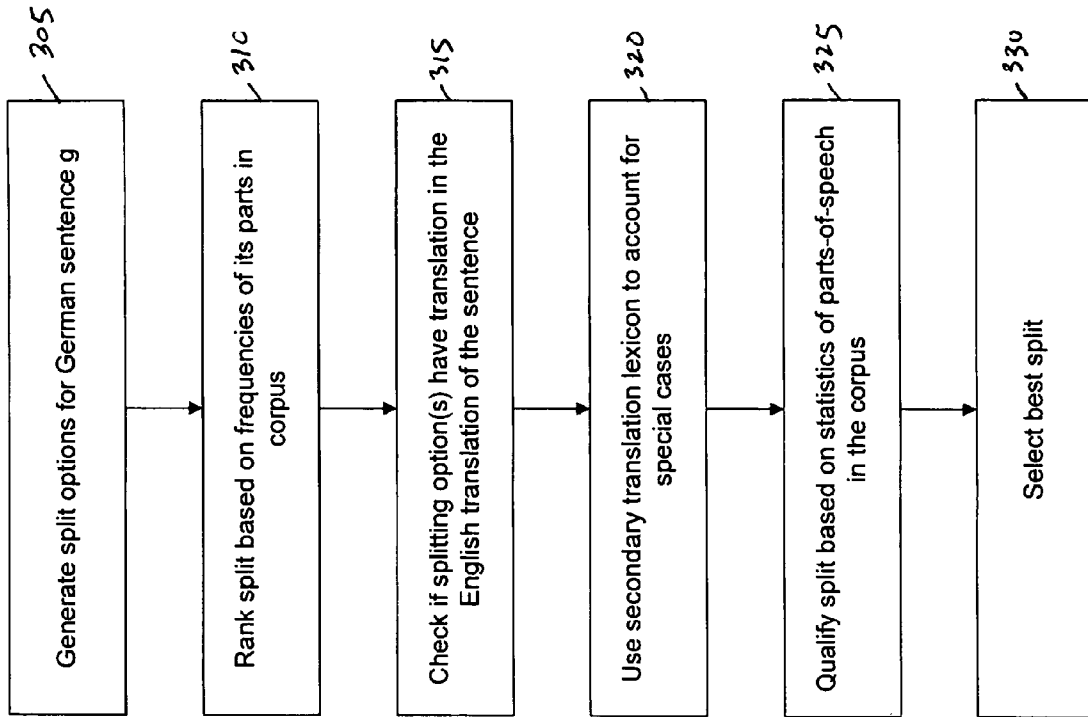 305
Generate split options for German sentence g
310
Rank split based on frequencies of its parts in
corpus
315
Check if splitting option(s) have translation in the
English translation of the sentence
320
Use secondary translation lexicon to account for
special cases
325
Qualify split based on statistics of parts-of-speech
in the corpus
330
Select best split